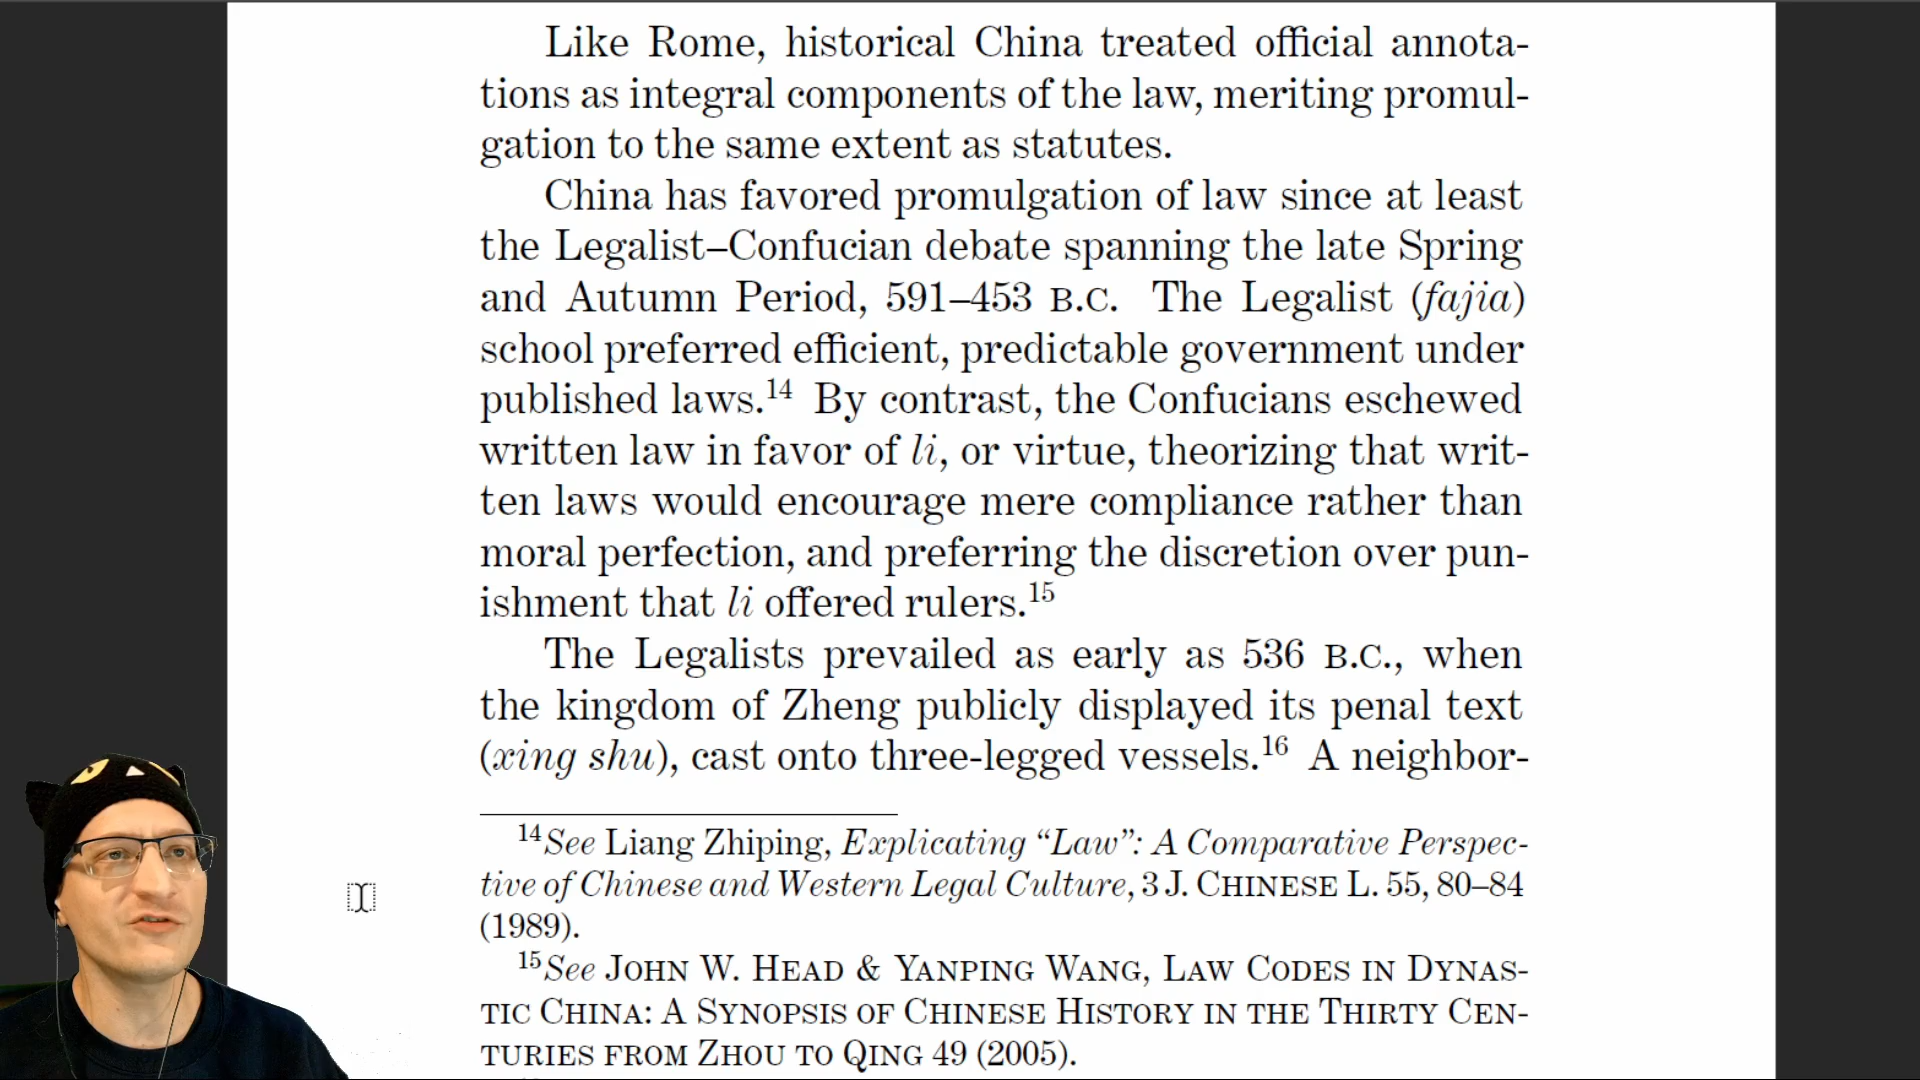 Like Rome, historical China treated official annota-
tions as integral components of the law, meriting promul-
gation to the same extent as statutes.
China has favored promulgation of law since at least
the Legalist–Confucian debate spanning the late Spring
and Autumn Period, 591–453 B.C. The Legalist (fajia)
school preferred efficient, predictable government under
published laws.14 By contrast, the Confucians eschewed
written law in favor of li, or virtue, theorizing that writ-
ten laws would encourage mere compliance rather than
moral perfection, and preferring the discretion over pun-
ishment that li offered rulers.15
The Legalists prevailed as early as 536 B.C., when
the kingdom of Zheng publicly displayed its penal text
(xing shu), cast onto three-legged vessels.16 A neighbor-
14 See Liang Zhiping, Explicating “Law”: A Comparative Perspec-
tive of Chinese and Western Legal Culture, 3 J. CHINESE L. 55, 80–84
(1989).
15 See JOHN W. HEAD & YANPING WANG, LAW CODES IN DYNAS-
TIC CHINA: A SYNOPSIS OF CHINESE HISTORY IN THE THIRTY CEN-
TURIES FROM ZHOU TO QING 49 (2005).